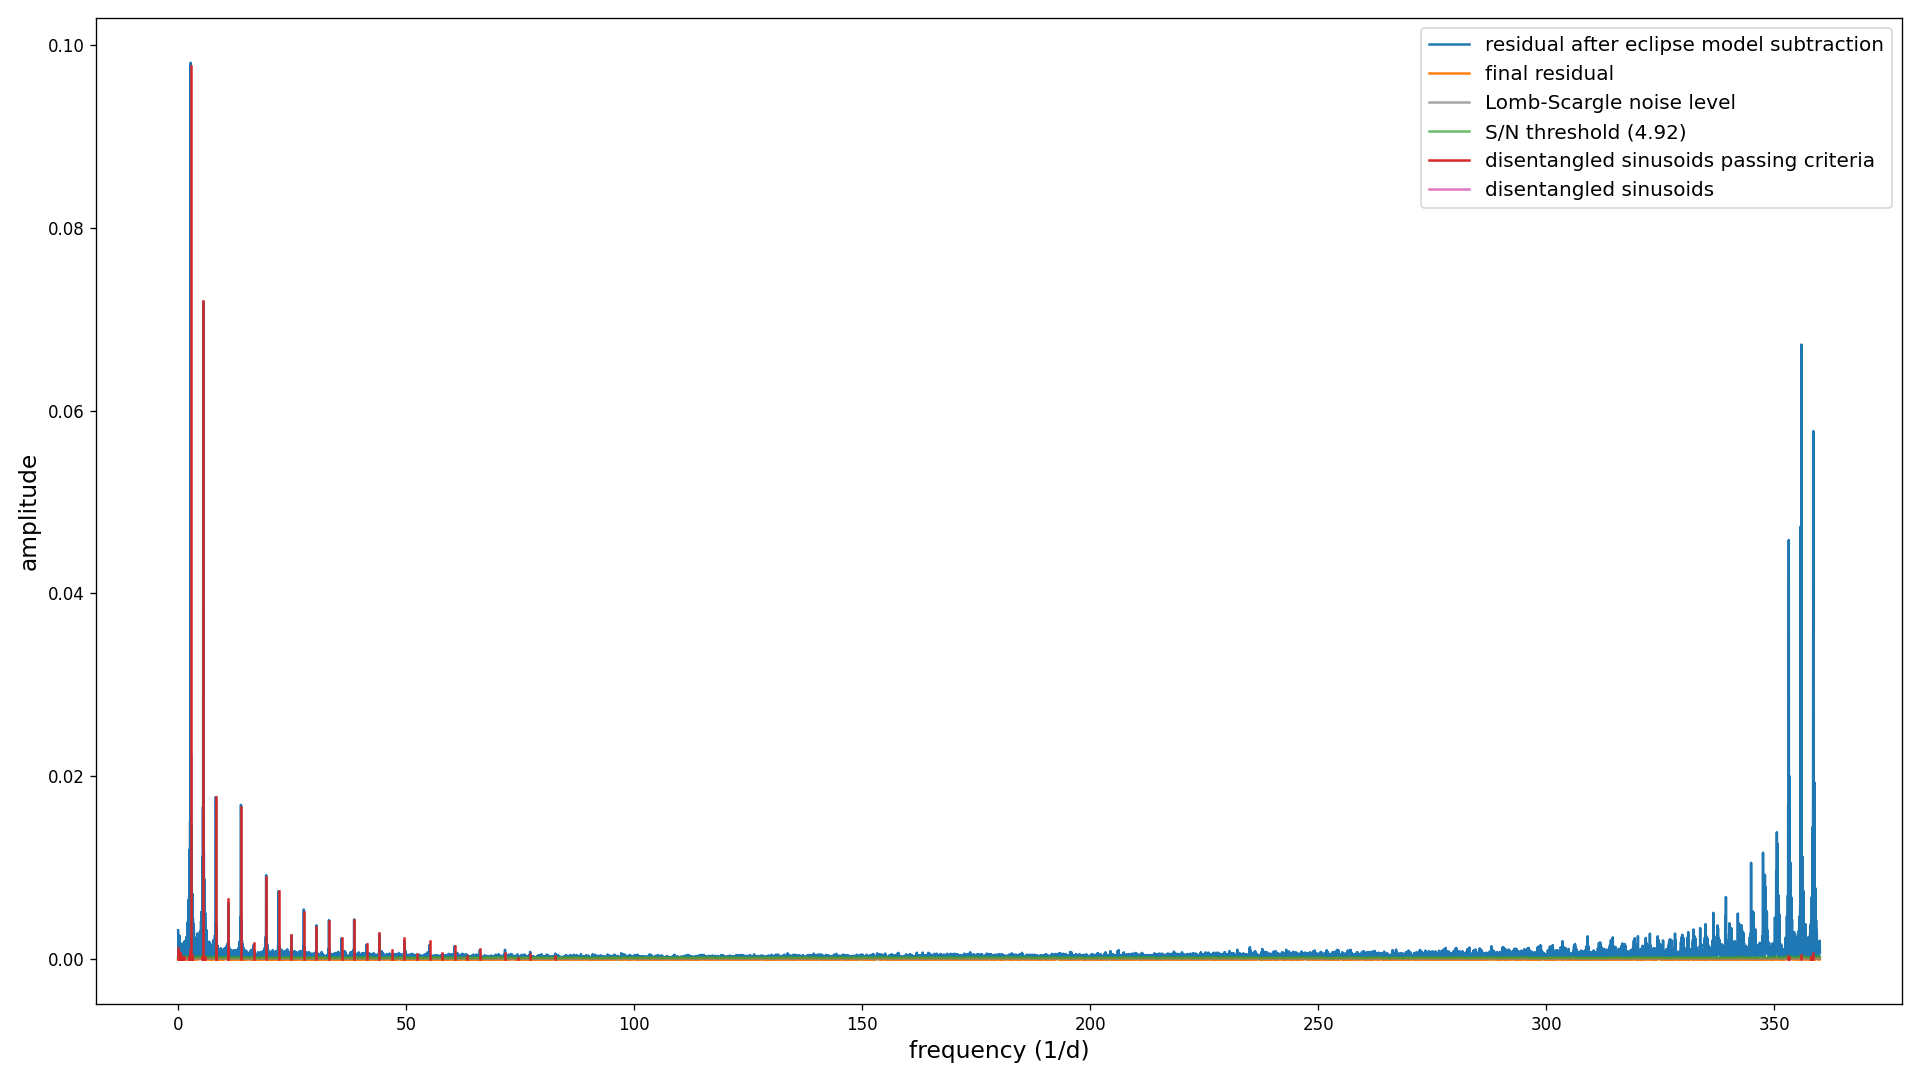 residual after eclipse model subtraction
final residual
Lomb-Scargle noise level
S/N threshold (4.92)
disentangled sinusoids passing criteria
disentangled sinusoids
0.10
0.08
0.06
0.04
0.02
0.00
amplitude
0 50 100 150 200 250 300 350
frequency (1/d)